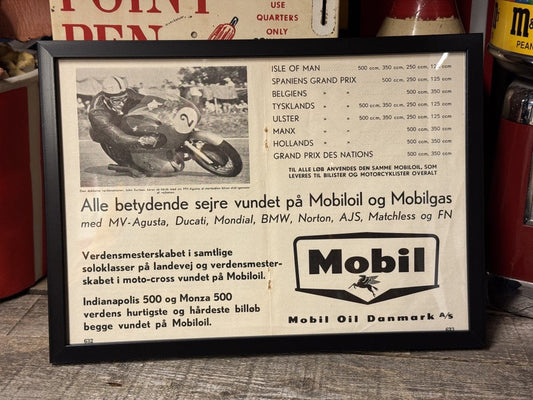 POINT
PEN
USE
QUARTERS
ONLY
m&
PEANU
ISLE OF MAN 500 ccm, 350 ccm, 250 ccm, 125 ccm
SPANIENS GRAND PRIX 500 ccm, 250 ccm, 125 ccm
BELGIENS " " 500 ccm, 350 ccm
TYSKLANDS " " 500 ccm, 350 ccm, 250 ccm, 125 ccm
ULSTER " " 500 ccm, 350 ccm, 250 ccm, 125 ccm
MANX " " 500 ccm, 350 ccm
HOLLANDS " " 500 ccm, 350 ccm
GRAND PRIX DES NATIONS 500 ccm, 350 ccm
TIL ALLE LØB ANVENDES DEN SAMME MOBILOIL, SOM
LEVERES TIL BILISTER OG MOTORCYKLISTER OVERALT
2
Alle betydende sejre vundet på Mobiloil og Mobilgas
med MV-Agusta, Ducati, Mondial, BMW, Norton, AJS, Matchless og FN
Verdensmesterskabet i samtlige
soloklasser på landevej og verdensmester-
skabet i moto-cross vundet på Mobiloil.
Indianapolis 500 og Monza 500
verdens hurtigste og hårdeste billøb
begge vundet på Mobiloil.
Mobil
Mobil Oil Danmark A/S
632
633